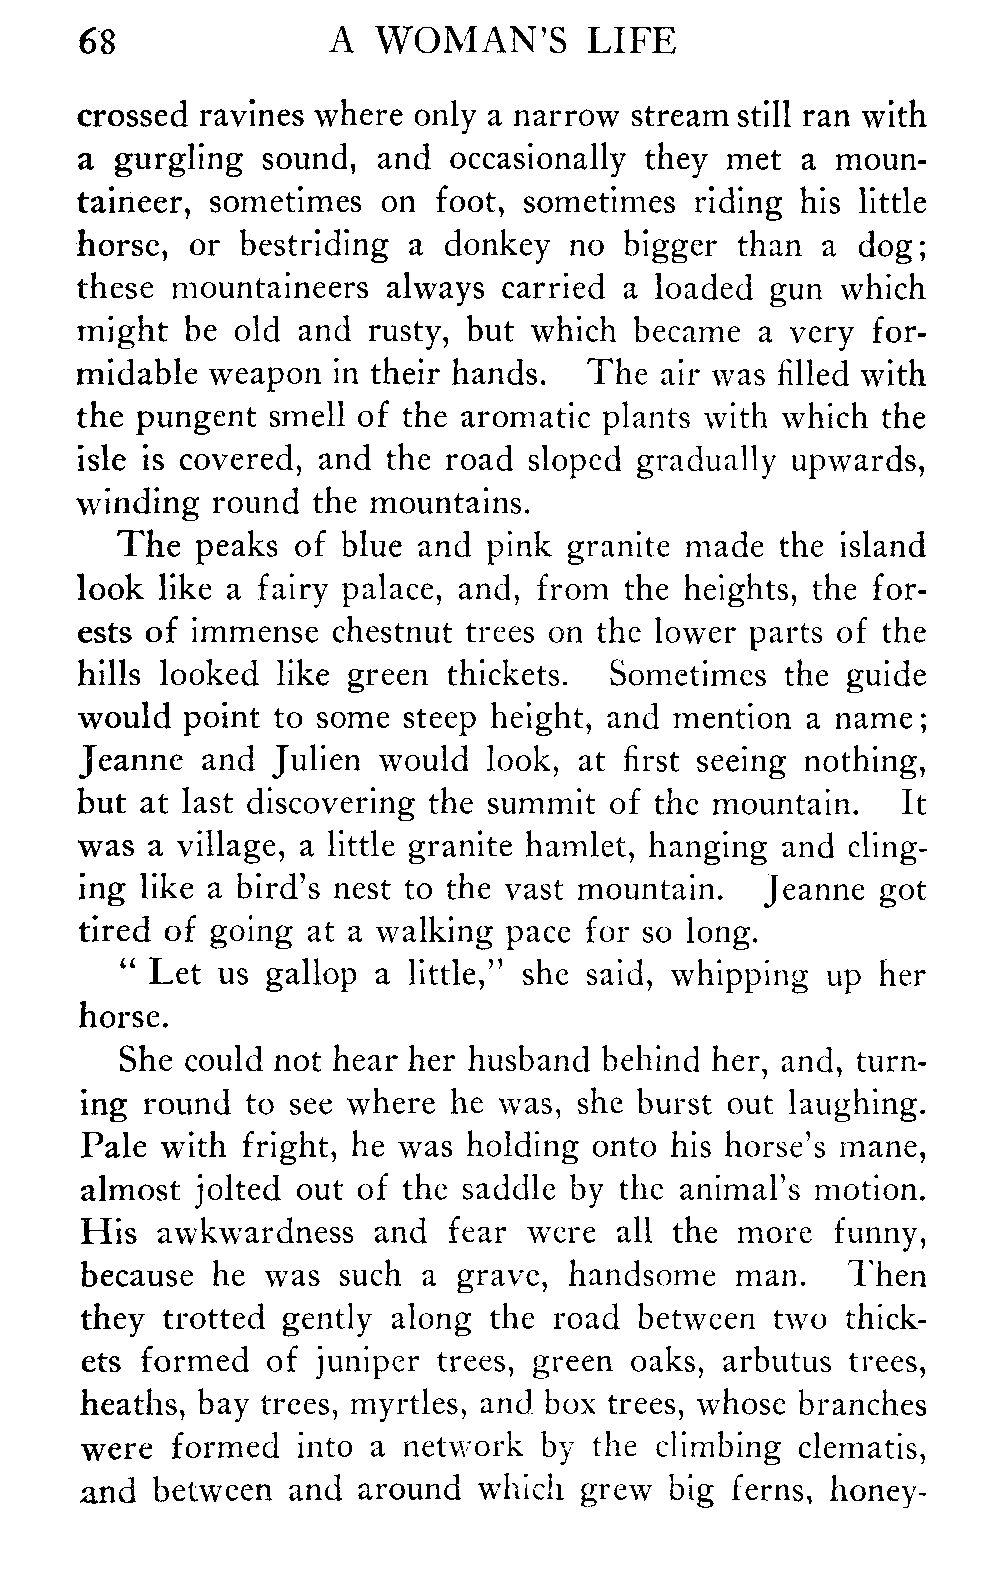 68 A WOMAN'S LIFE
crossed ravines where only a narrow stream still ran with
a gurgling sound, and occasionally they met a moun-
taineer, sometimes on foot, sometimes riding his little
horse, or bestriding a donkey no bigger than a dog;
these mountaineers always carried a loaded gun which
might be old and rusty, but which became a very for-
midable weapon in their hands. The air was filled with
the pungent smell of the aromatic plants with which the
isle is covered, and the road sloped gradually upwards,
winding round the mountains.
The peaks of blue and pink granite made the island
look like a fairy palace, and, from the heights, the for-
ests of immense chestnut trees on the lower parts of the
hills looked like green thickets. Sometimes the guide
would point to some steep height, and mention a name;
Jeanne and Julien would look, at first seeing nothing,
but at last discovering the summit of the mountain. It
was a village, a little granite hamlet, hanging and cling-
ing like a bird's nest to the vast mountain. Jeanne got
tired of going at a walking pace for so long.
" Let us gallop a little," she said, whipping up her
horse.
She could not hear her husband behind her, and, turn-
ing round to see where he was, she burst out laughing.
Pale with fright, he was holding onto his horse's mane,
almost jolted out of the saddle by the animal's motion.
His awkwardness and fear were all the more funny,
because he was such a grave, handsome man. Then
they trotted gently along the road between two thick-
ets formed of juniper trees, green oaks, arbutus trees,
heaths, bay trees, myrtles, and box trees, whose branches
were formed into a network by the climbing clematis,
and between and around which grew big ferns, honey-